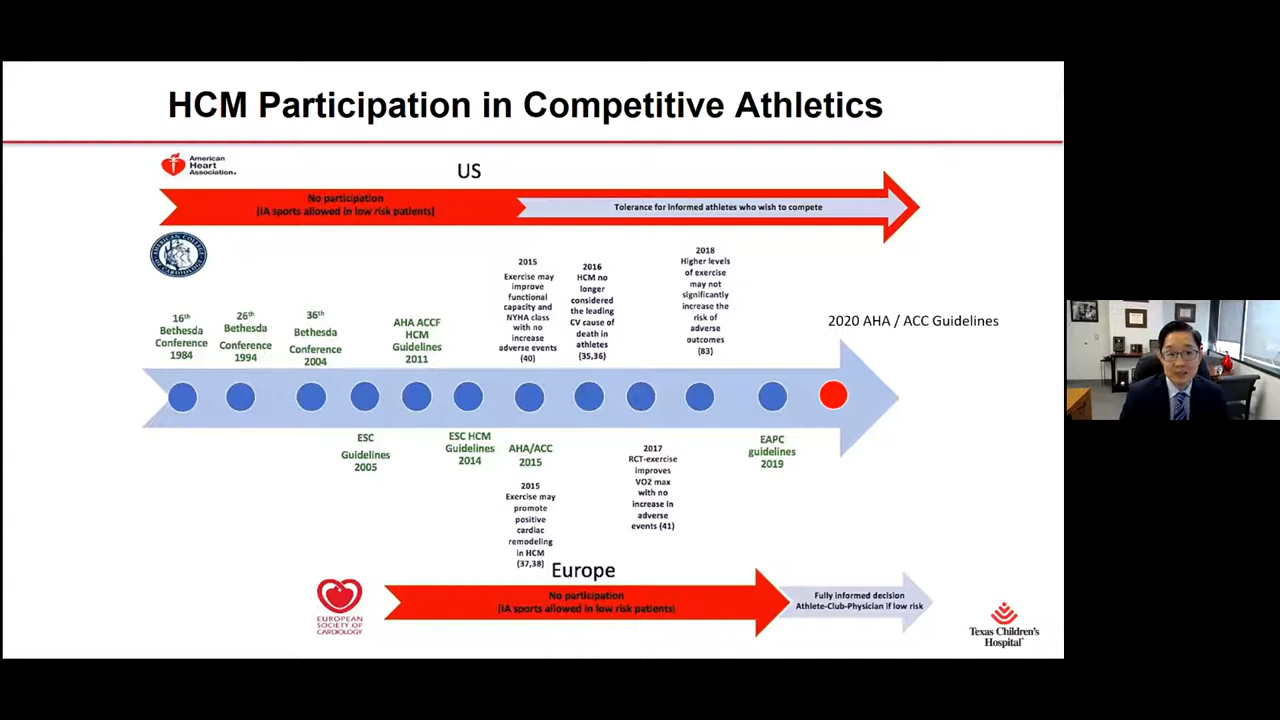 HCM Participation in Competitive Athletics
American
Heart
Association.
US
No participation
[IA sports allowed in low risk patients]
Tolerance for informed athletes who wish to compete
AMERICAN COLLEGE
OF CARDIOLOGY
16th
Bethesda
Conference
1984
26th
Bethesda
Conference
1994
36th
Bethesda
Conference
2004
AHA ACCF
HCM
Guidelines
2011
2015
Exercise may
improve
functional
capacity and
NYHA class
with no
increase
adverse events
(40)
2016
HCM no
longer
considered
the leading
CV cause of
death in
athletes
(35,36)
2018
Higher levels
of exercise
may not
significantly
increase the
risk of
adverse
outcomes
(83)
2020 AHA / ACC Guidelines
ESC
Guidelines
2005
ESC HCM
Guidelines
2014
AHA/ACC
2015
2015
Exercise may
promote
positive
cardiac
remodeling
in HCM
(37,38)
2017
RCT-exercise
improves
VO2 max
with no
increase in
adverse
events (41)
EAPC
guidelines
2019
Europe
EUROPEAN
SOCIETY OF
CARDIOLOGY
No participation
(IA sports allowed in low risk patients)
Fully informed decision
Athlete-Club-Physician if low risk
Texas Children's
Hospital